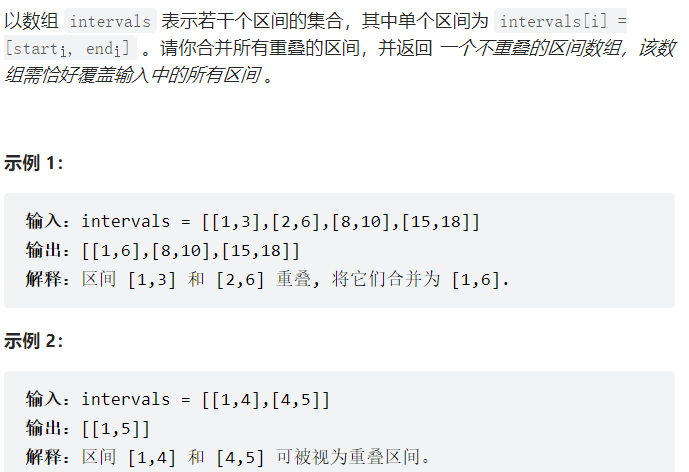 以数组 intervals 表示若干个区间的集合，其中单个区间为 intervals[i] =
[starti, endi] 。请你合并所有重叠的区间，并返回 一个不重叠的区间数组，该数
组需恰好覆盖输入中的所有区间 。
示例 1：
输入：intervals = [[1,3],[2,6],[8,10],[15,18]]
输出：[[1,6],[8,10],[15,18]]
解释：区间 [1,3] 和 [2,6] 重叠, 将它们合并为 [1,6].
示例 2：
输入：intervals = [[1,4],[4,5]]
输出：[[1,5]]
解释：区间 [1,4] 和 [4,5] 可被视为重叠区间。